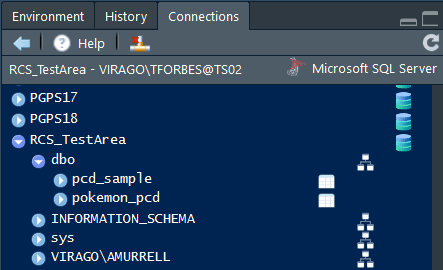 Environment History Connections
Help
RCS_TestArea - VIRAGO\TFORBES@TS02 Microsoft SQL Server
PGPS17
PGPS18
RCS_TestArea
dbo
pcd_sample
pokemon_pcd
INFORMATION_SCHEMA
sys
VIRAGO\AMURRELL